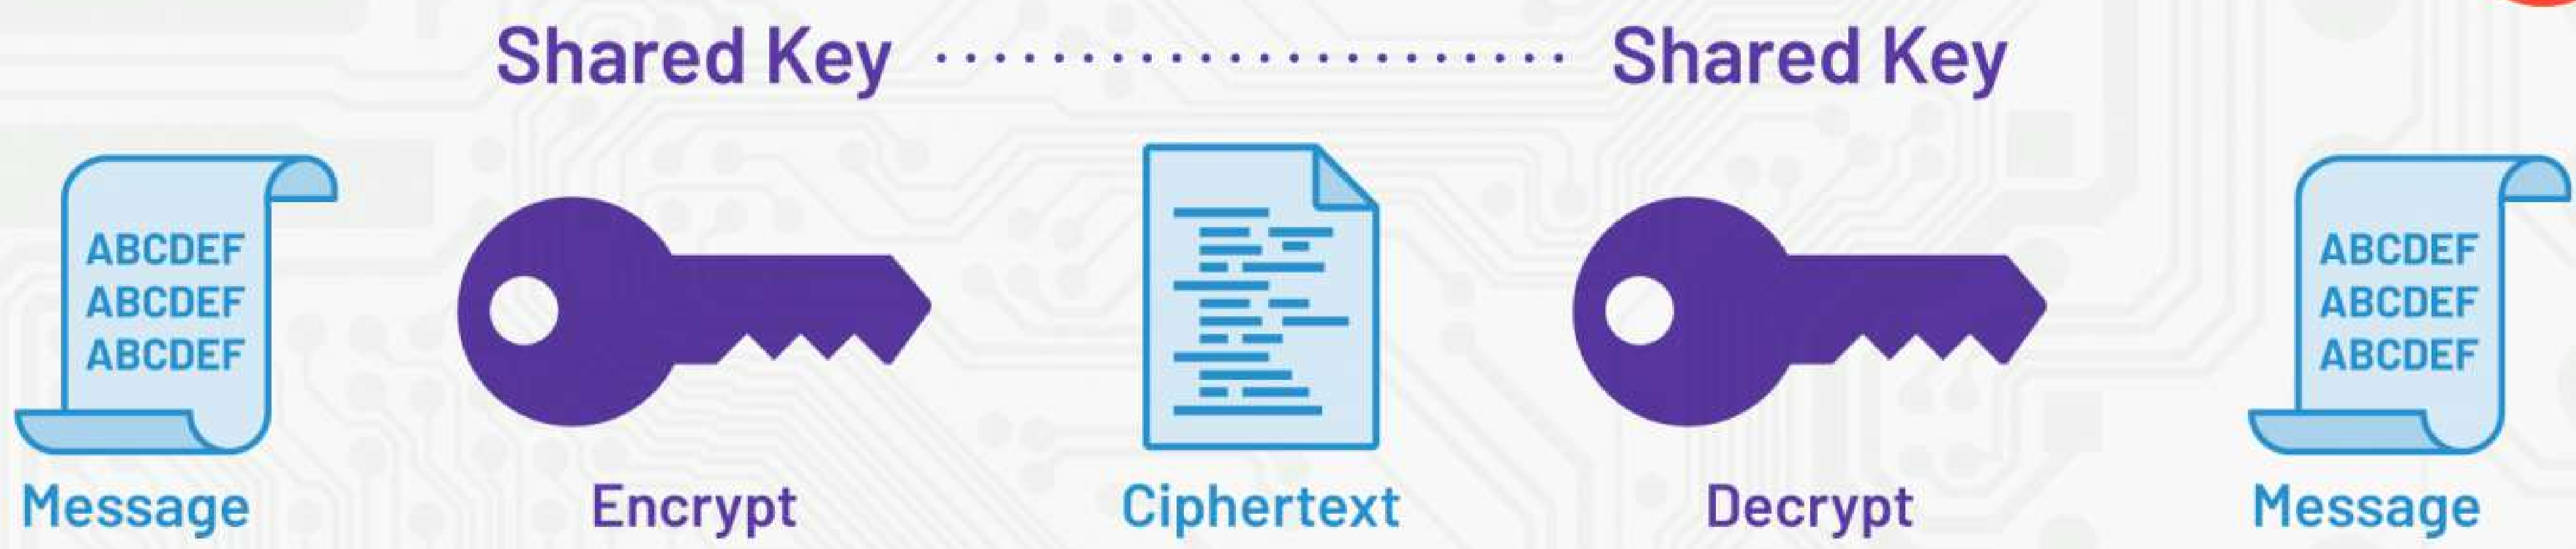 Shared Key Shared Key
ABCDEF
ABCDEF
ABCDEF
ABCDEF
ABCDEF
ABCDEF
Message Encrypt Ciphertext Decrypt Message